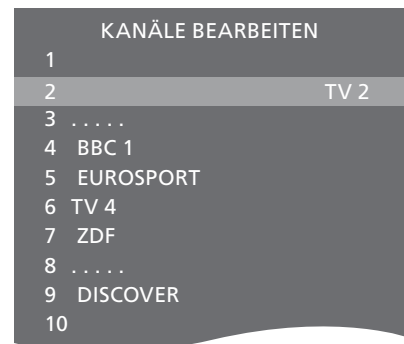 KANÄLE BEARBEITEN
1
2 TV 2
3 . . . . .
4 BBC 1
5 EUROSPORT
6 TV 4
7 ZDF
8 . . . . .
9 DISCOVER
10